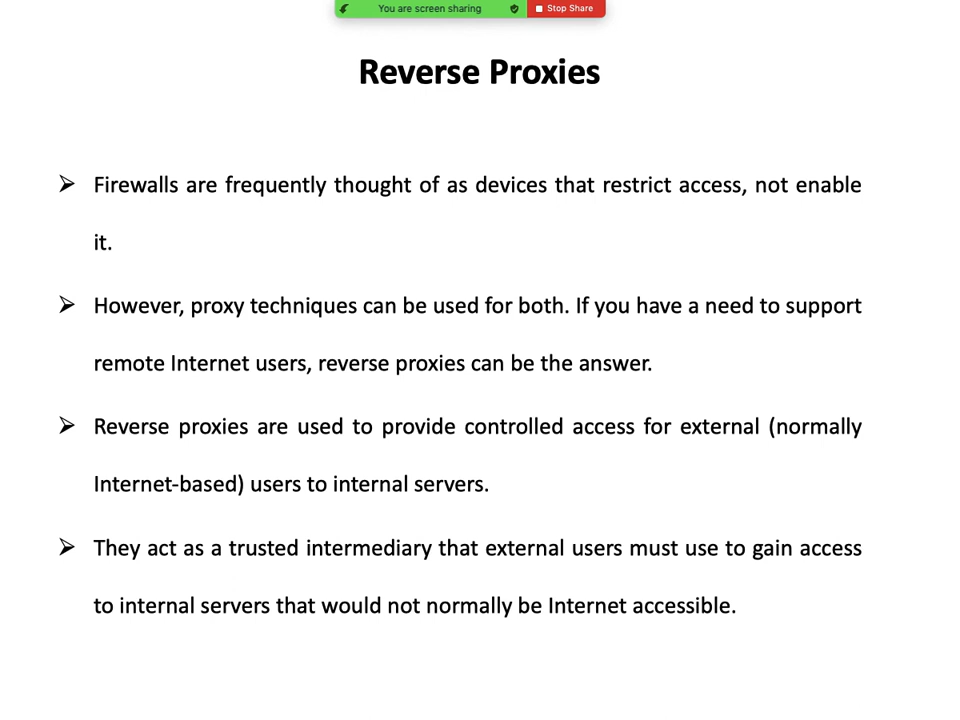 You are screen sharing Stop Share
Reverse Proxies
➢ Firewalls are frequently thought of as devices that restrict access, not enable
it.
➢ However, proxy techniques can be used for both. If you have a need to support
remote Internet users, reverse proxies can be the answer.
➢ Reverse proxies are used to provide controlled access for external (normally
Internet-based) users to internal servers.
➢ They act as a trusted intermediary that external users must use to gain access
to internal servers that would not normally be Internet accessible.